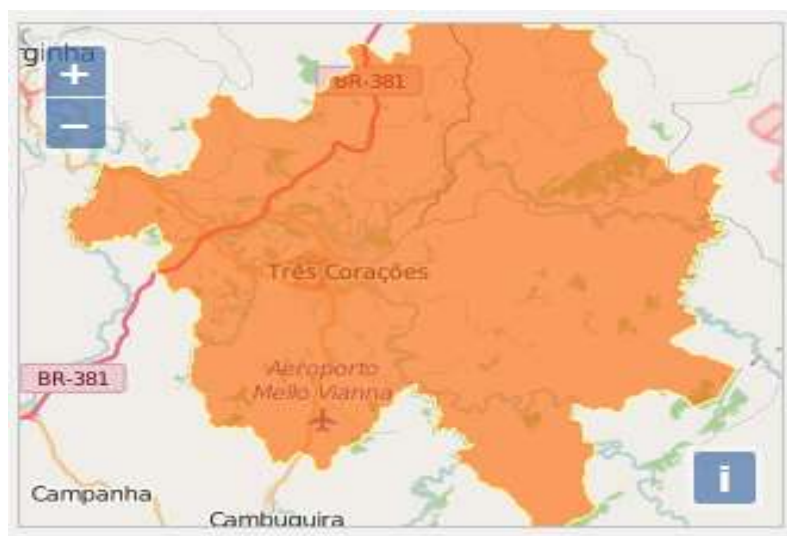 ginha
+
BR-381
−
Três Corações
Aeroporto
Mello Vianna
BR-381
i
Campanha
Cambuquira